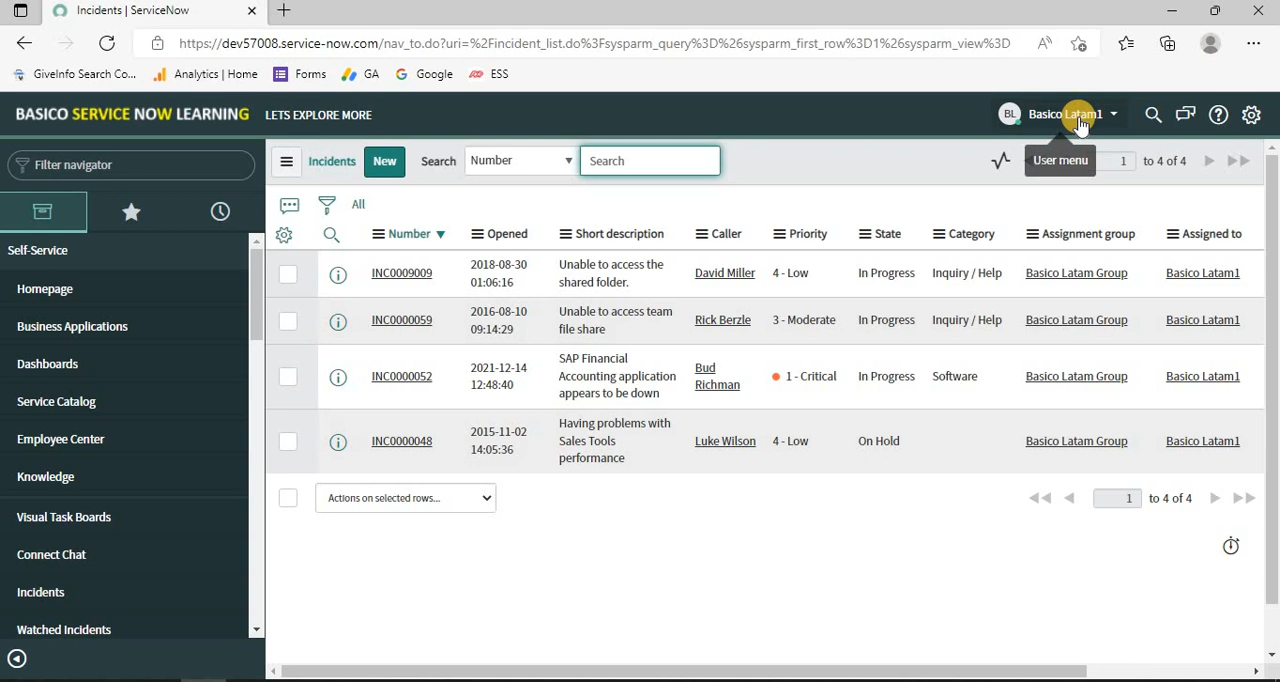 Incidents | ServiceNow
https://dev57008.service-now.com/nav_to.do?uri=%2Fincident_list.do%3Fsysparm_query%3D%26sysparm_first_row%3D1%26sysparm_view%3D
GiveInfo Search Co... Analytics | Home Forms GA Google ESS
BASICO SERVICE NOW LEARNING LETS EXPLORE MORE BL Basico Latam1
Filter navigator
Incidents New Search Number Search User menu 1 to 4 of 4
All
Number Opened Short description Caller Priority State Category Assignment group Assigned to
INC0009009 2018-08-30 01:06:16 Unable to access the shared folder. David Miller 4 - Low In Progress Inquiry / Help Basico Latam Group Basico Latam1
INC0000059 2016-08-10 09:14:29 Unable to access team file share Rick Berzle 3 - Moderate In Progress Inquiry / Help Basico Latam Group Basico Latam1
INC0000052 2021-12-14 12:48:40 SAP Financial Accounting application appears to be down Bud Richman 1 - Critical In Progress Software Basico Latam Group Basico Latam1
INC0000048 2015-11-02 14:05:36 Having problems with Sales Tools performance Luke Wilson 4 - Low On Hold Basico Latam Group Basico Latam1
Actions on selected rows... 1 to 4 of 4
Self-Service
Homepage
Business Applications
Dashboards
Service Catalog
Employee Center
Knowledge
Visual Task Boards
Connect Chat
Incidents
Watched Incidents